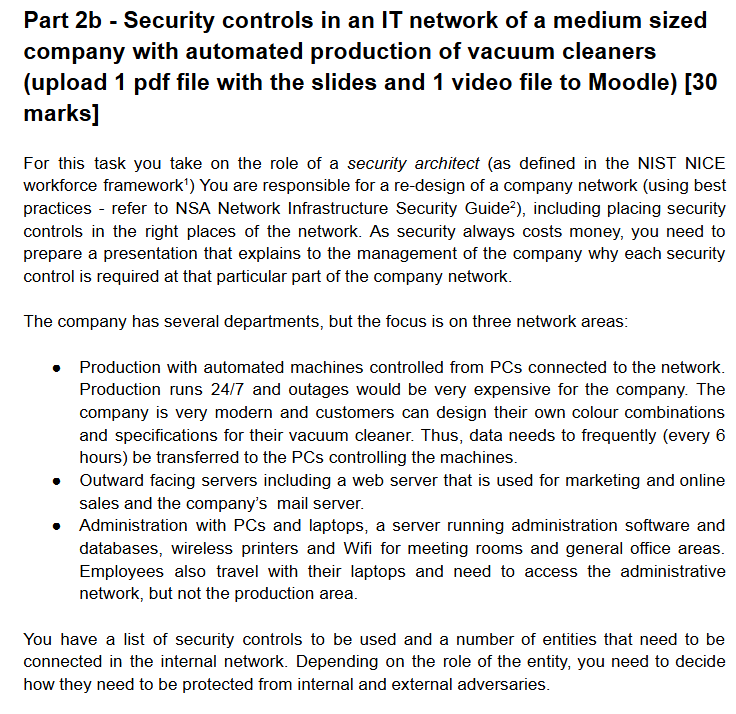 Part 2b - Security controls in an IT network of a medium sized
company with automated production of vacuum cleaners
(upload 1 pdf file with the slides and 1 video file to Moodle) [30
marks]
For this task you take on the role of a security architect (as defined in the NIST NICE
workforce framework¹) You are responsible for a re-design of a company network (using best
practices - refer to NSA Network Infrastructure Security Guide²), including placing security
controls in the right places of the network. As security always costs money, you need to
prepare a presentation that explains to the management of the company why each security
control is required at that particular part of the company network.
The company has several departments, but the focus is on three network areas:
● Production with automated machines controlled from PCs connected to the network.
Production runs 24/7 and outages would be very expensive for the company. The
company is very modern and customers can design their own colour combinations
and specifications for their vacuum cleaner. Thus, data needs to frequently (every 6
hours) be transferred to the PCs controlling the machines.
● Outward facing servers including a web server that is used for marketing and online
sales and the company's mail server.
● Administration with PCs and laptops, a server running administration software and
databases, wireless printers and Wifi for meeting rooms and general office areas.
Employees also travel with their laptops and need to access the administrative
network, but not the production area.
You have a list of security controls to be used and a number of entities that need to be
connected in the internal network. Depending on the role of the entity, you need to decide
how they need to be protected from internal and external adversaries.